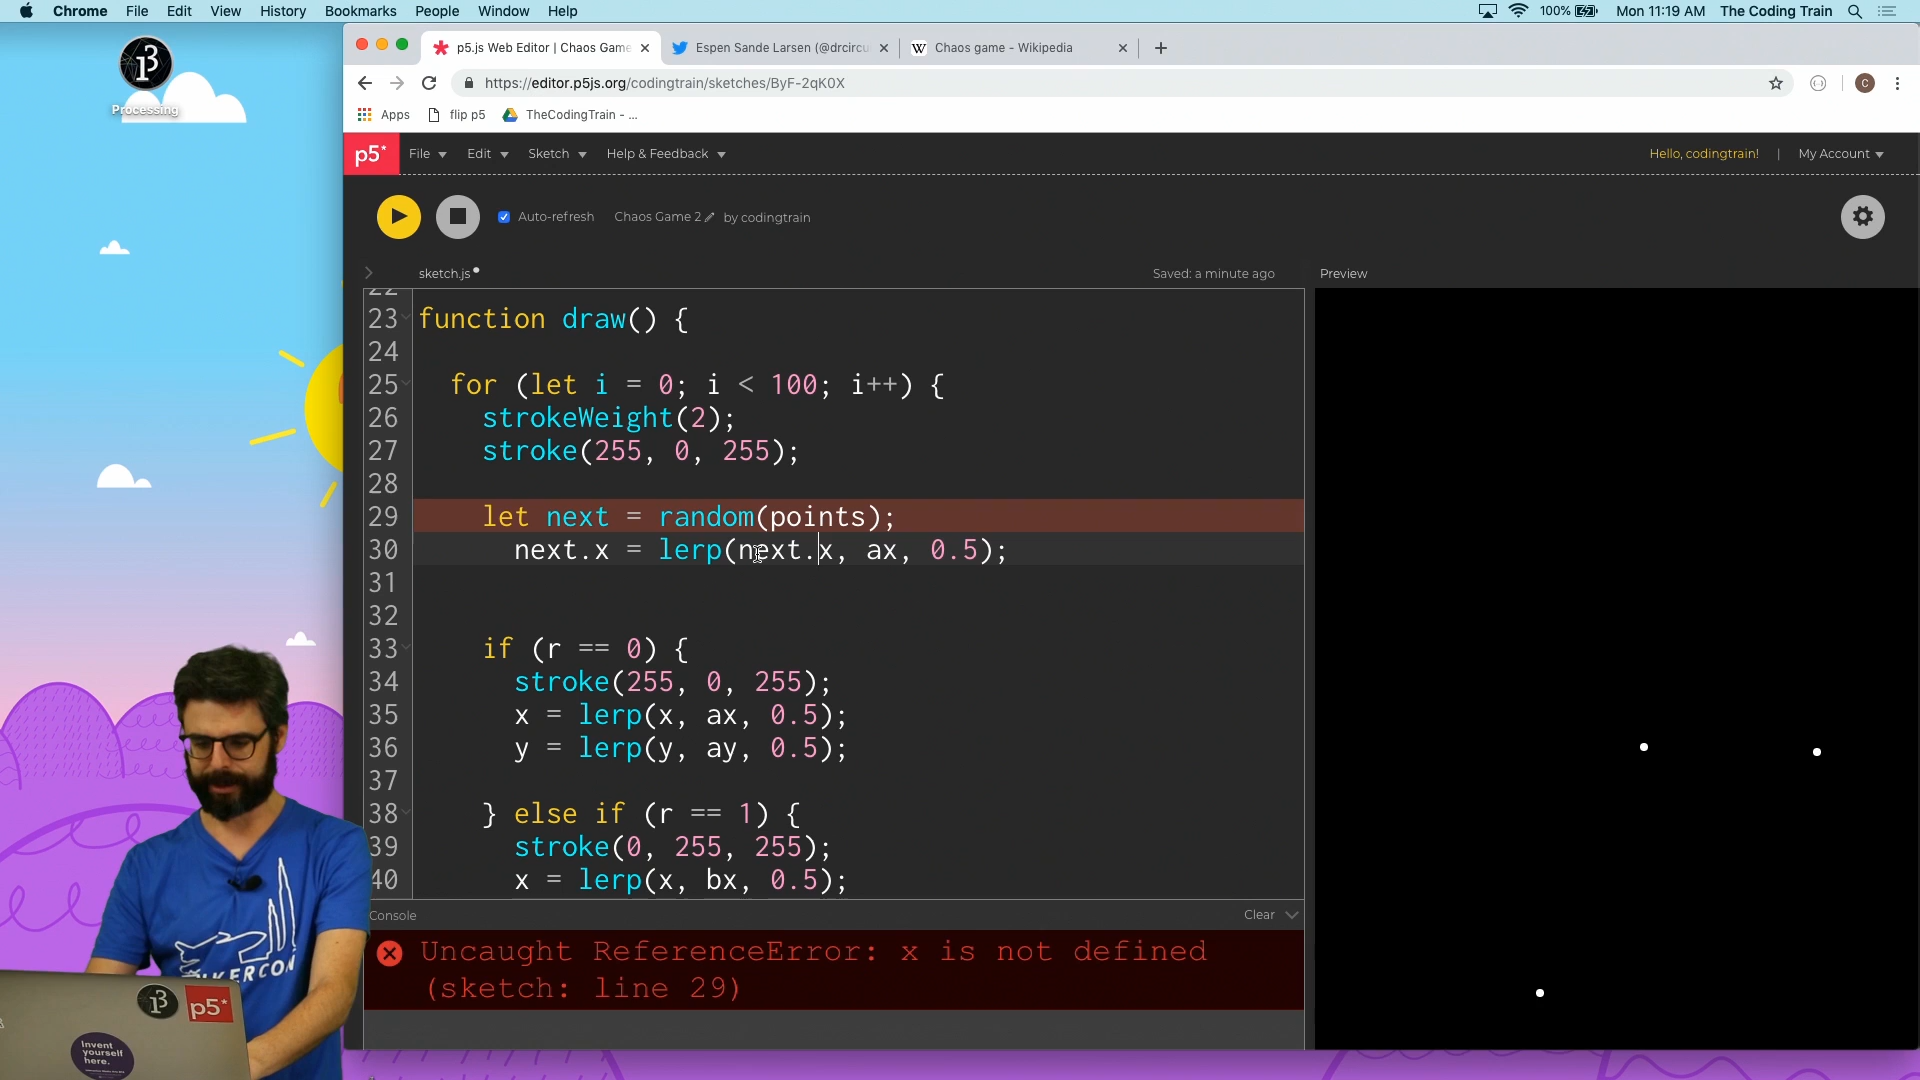 Chrome File Edit View History Bookmarks People Window Help 100% Mon 11:19 AM The Coding Train
p5.js Web Editor | Chaos Game Espen Sande Larsen (@drcircu Chaos game - Wikipedia
https://editor.p5js.org/codingtrain/sketches/ByF-2qK0X
Apps flip p5 TheCodingTrain - ...
Processing
p5* File Edit Sketch Help & Feedback Hello, codingtrain! | My Account
Auto-refresh Chaos Game 2 by codingtrain
sketch.js Saved: a minute ago Preview
22
23 function draw() {
24
25 for (let i = 0; i < 100; i++) {
26 strokeWeight(2);
27 stroke(255, 0, 255);
28
29 let next = random(points);
30 next.x = lerp(next.x, ax, 0.5);
31
32
33 if (r == 0) {
34 stroke(255, 0, 255);
35 x = lerp(x, ax, 0.5);
36 y = lerp(y, ay, 0.5);
37
38 } else if (r == 1) {
39 stroke(0, 255, 255);
40 x = lerp(x, bx, 0.5);
Console Clear
Uncaught ReferenceError: x is not defined
(sketch: line 29)
p5*
Invent
yourself
here.